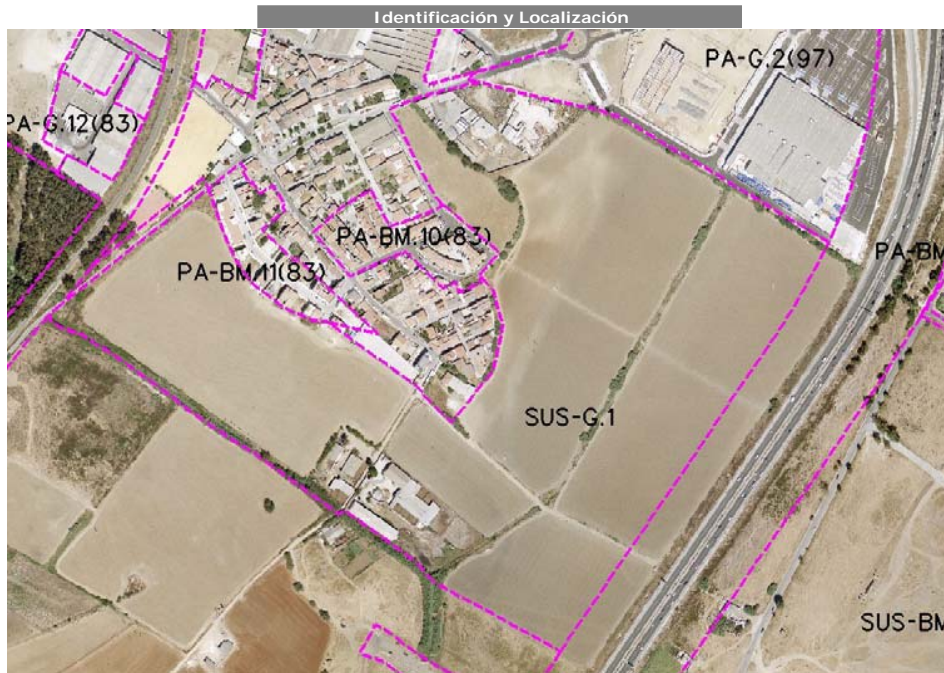 Identificación y Localización
PA-G.2(97)
PA-G.12(83)
PA-BM.10(83)
PA-BM.11(83)
PA-BM
SUS-G.1
SUS-BM